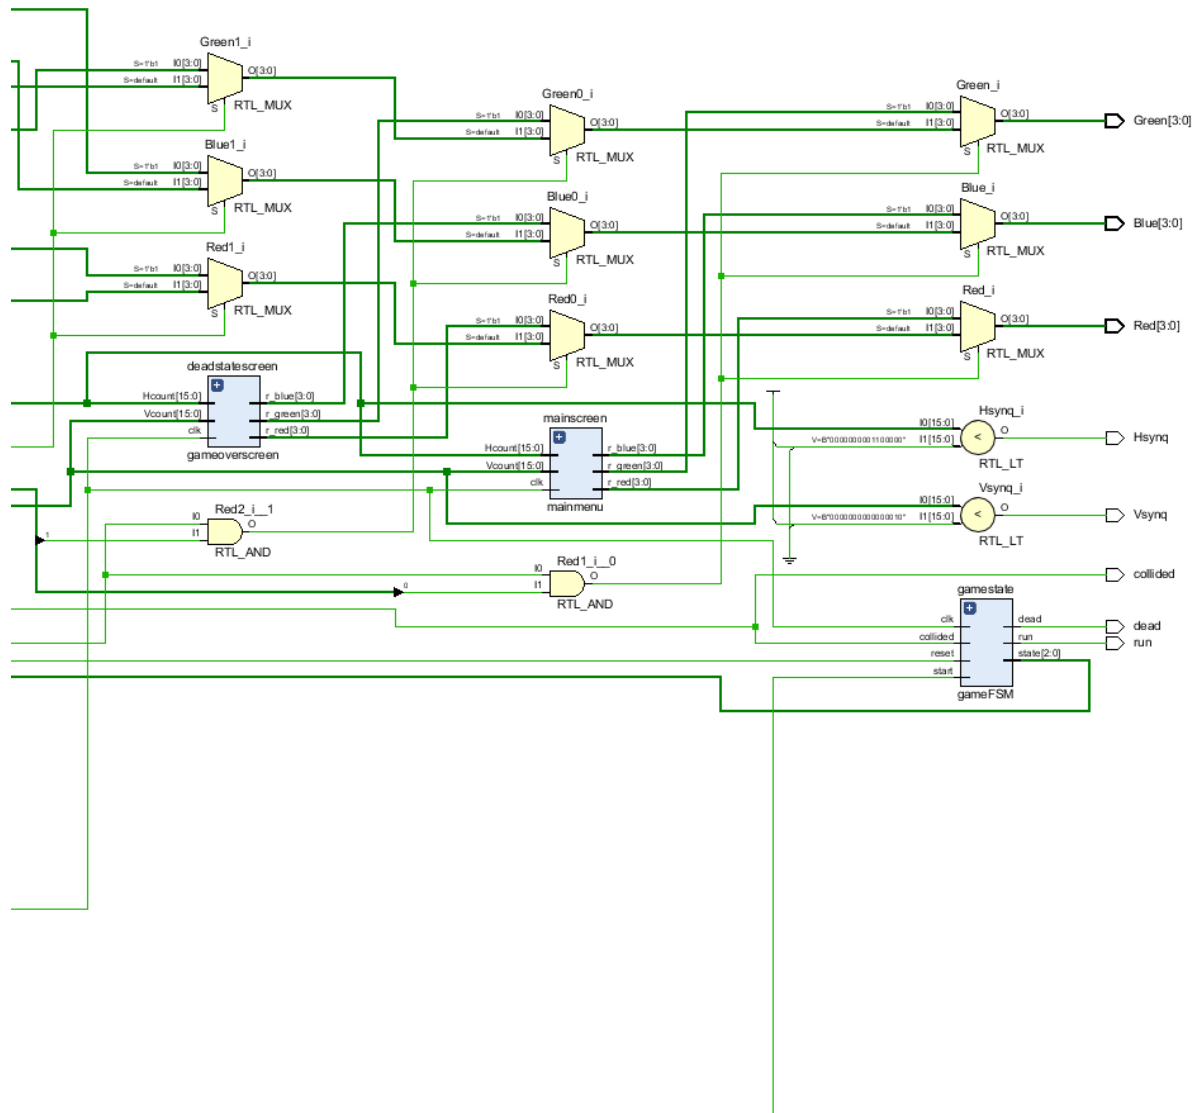 Green1_i
S=1'b1 I0[3:0]
S=default I1[3:0]
O[3:0]
S
RTL_MUX
Blue1_i
S=1'b1 I0[3:0]
S=default I1[3:0]
O[3:0]
S
RTL_MUX
Red1_i
S=1'b1 I0[3:0]
S=default I1[3:0]
O[3:0]
S
RTL_MUX
Green0_i
S=1'b1 I0[3:0]
S=default I1[3:0]
O[3:0]
S
RTL_MUX
Blue0_i
S=1'b1 I0[3:0]
S=default I1[3:0]
O[3:0]
S
RTL_MUX
Red0_i
S=1'b1 I0[3:0]
S=default I1[3:0]
O[3:0]
S
RTL_MUX
Green_i
S=1'b1 I0[3:0]
S=default I1[3:0]
O[3:0]
S
RTL_MUX
Green[3:0]
Blue_i
S=1'b1 I0[3:0]
S=default I1[3:0]
O[3:0]
S
RTL_MUX
Blue[3:0]
Red_i
S=1'b1 I0[3:0]
S=default I1[3:0]
O[3:0]
S
RTL_MUX
Red[3:0]
deadstatescreen
Hcount[15:0] r_blue[3:0]
Vcount[15:0] r_green[3:0]
clk r_red[3:0]
gameoverscreen
mainscreen
Hcount[15:0] r_blue[3:0]
Vcount[15:0] r_green[3:0]
clk r_red[3:0]
mainmenu
Hsynq_i
I0[15:0]
V=B"0000000001100000" I1[15:0]
< O
RTL_LT
Hsynq
Vsynq_i
I0[15:0]
V=B"0000000000000010" I1[15:0]
< O
RTL_LT
Vsynq
Red2_i__1
I0
I1
O
RTL_AND
1
Red1_i__0
I0
I1
O
RTL_AND
0
collided
gamestate
clk dead
collided run
reset state[2:0]
start
gameFSM
dead
run